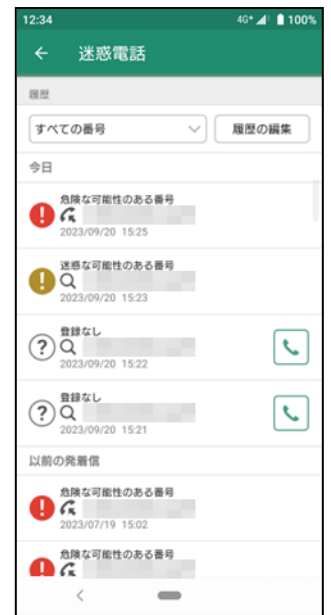 12:34 4G+ 100%
迷惑電話
履歴
すべての番号 履歴の編集
今日
危険な可能性のある番号
2023/09/20 15:25
迷惑な可能性のある番号
2023/09/20 15:23
登録なし
2023/09/20 15:22
登録なし
2023/09/20 15:21
以前の発着信
危険な可能性のある番号
2023/07/19 15:02
危険な可能性のある番号